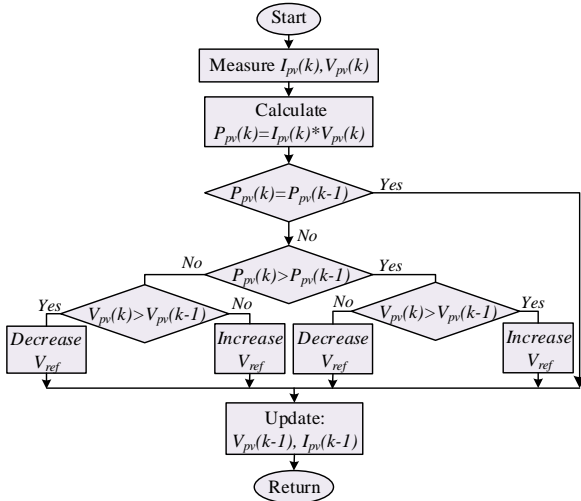 Start
Measure I_pv(k),V_pv(k)
Calculate
P_pv(k)=I_pv(k)*V_pv(k)
P_pv(k)=P_pv(k-1)
Yes
No
P_pv(k)>P_pv(k-1)
No
Yes
V_pv(k)>V_pv(k-1)
Yes
No
V_pv(k)>V_pv(k-1)
No
Yes
Decrease
V_ref
Increase
V_ref
Decrease
V_ref
Increase
V_ref
Update:
V_pv(k-1), I_pv(k-1)
Return